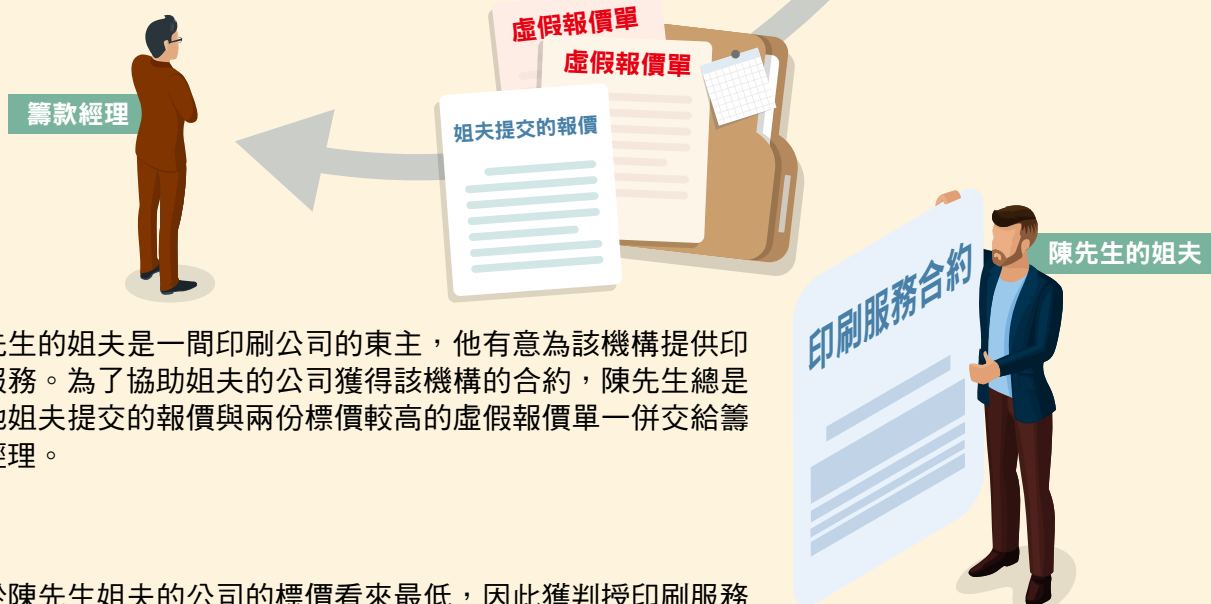 虛假報價單
虛假報價單
籌款經理
姐夫提交的報價
陳先生的姐夫
印刷服務合約
先生的姐夫是一間印刷公司的東主，他有意為該機構提供印
服務。為了協助姐夫的公司獲得該機構的合約，陳先生總是
他姐夫提交的報價與兩份標價較高的虛假報價單一併交給籌
經理。
於陳先生姐夫的公司的標價看來最低，因此獲判授印刷服務